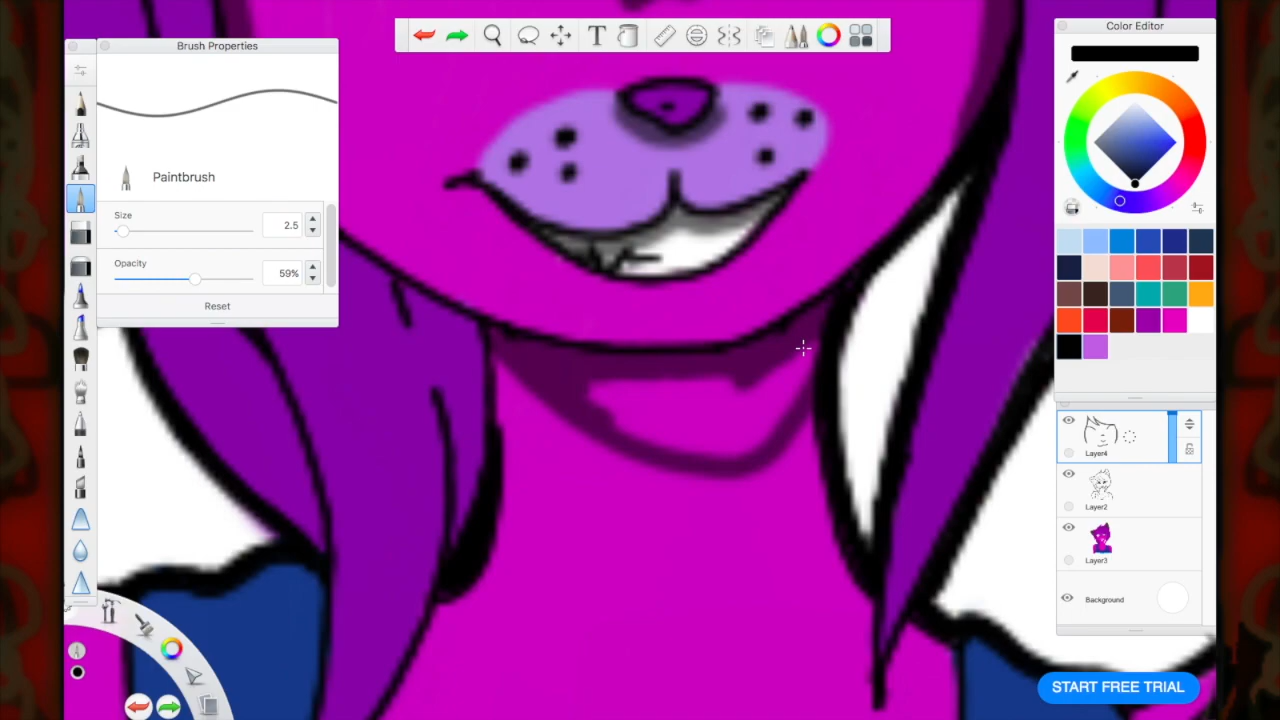 Brush Properties
Paintbrush
Size
2.5
Opacity
59%
Reset
T
Color Editor
Layer4
Layer2
Layer3
Background
START FREE TRIAL